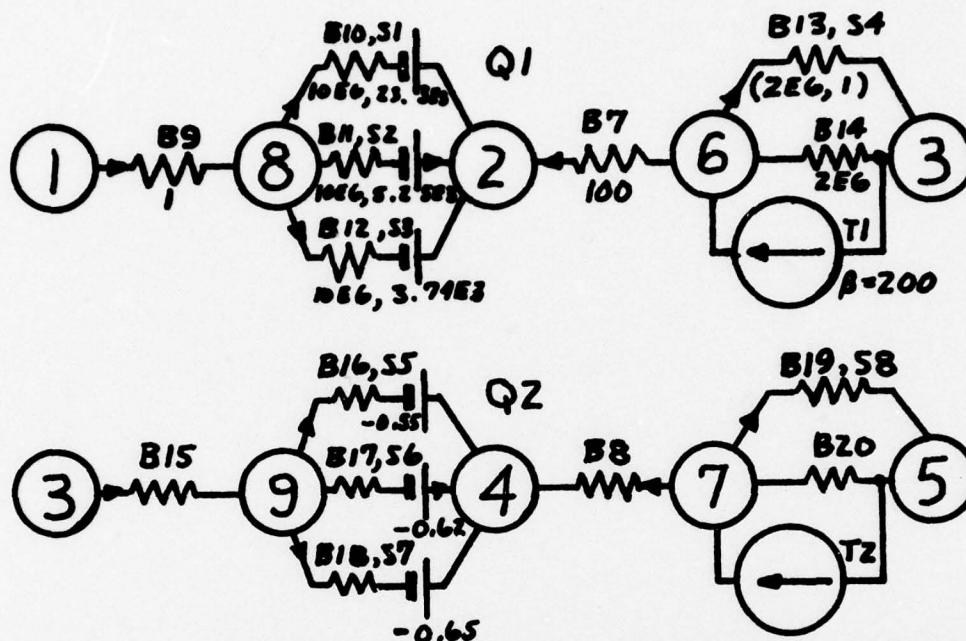 B10, S1
Q1
B13, S4
10E6, 25.
(2E6, 1)
B9
B11, S2
B7
B14
1
8
2
6
3
1
10E6, 5.2
100
2E6
B12, S3
T1
10E6, 3.74E3
β=200
B16, S5
Q2
B19, S8
-0.55
B15
B17, S6
B8
B20
3
9
4
7
5
-0.62
B18, S7
T2
-0.65